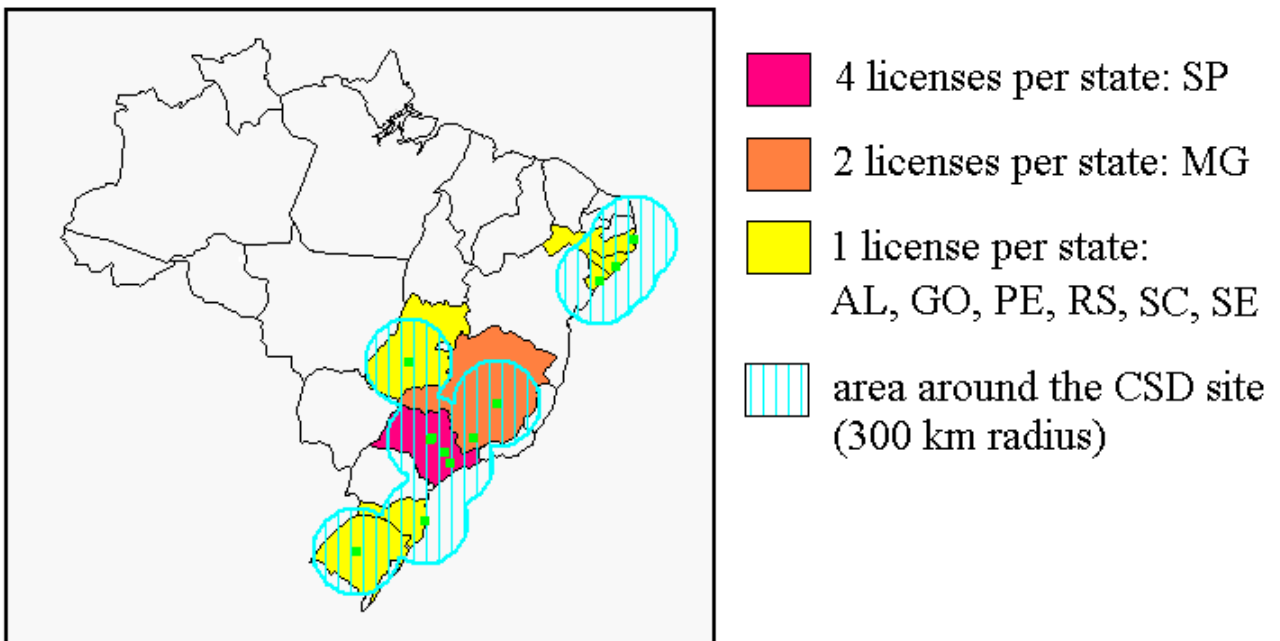 4 licenses per state: SP
2 licenses per state: MG
1 license per state:
AL, GO, PE, RS, SC, SE
area around the CSD site
(300 km radius)